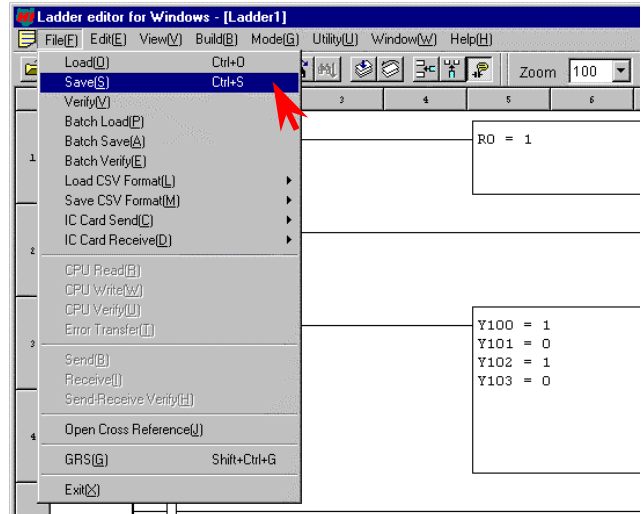 Ladder editor for Windows - [Ladder1]
File(F) Edit(E) View(V) Build(B) Mode(G) Utility(U) Window(W) Help(H)
Zoom 100
Load(O) Ctrl+O
Save(S) Ctrl+S
Verify(V)
Batch Load(P)
Batch Save(A)
Batch Verify(E)
Load CSV Format(L)
Save CSV Format(M)
IC Card Send(C)
IC Card Receive(D)
CPU Read(R)
CPU Write(W)
CPU Verify(U)
Error Transfer(T)
Send(B)
Receive(I)
Send-Receive Verify(H)
Open Cross Reference(J)
GRS(G) Shift+Ctrl+G
Exit(X)
3 4 5 6
1
R0 = 1
2
3
Y100 = 1
Y101 = 0
Y102 = 1
Y103 = 0
4